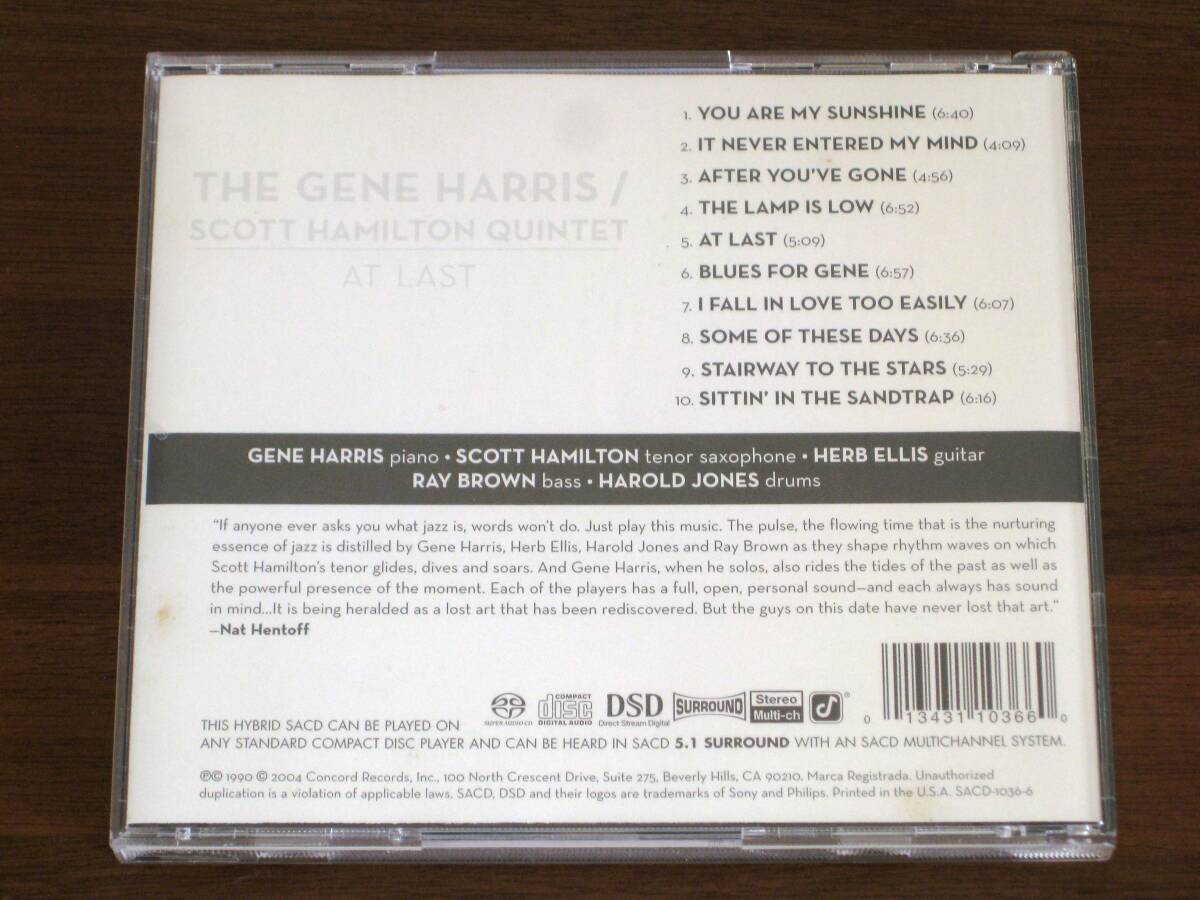 THE GENE HARRIS /
SCOTT HAMILTON QUINTET
AT LAST
1. YOU ARE MY SUNSHINE (6:40)
2. IT NEVER ENTERED MY MIND (4:09)
3. AFTER YOU'VE GONE (4:56)
4. THE LAMP IS LOW (6:52)
5. AT LAST (5:09)
6. BLUES FOR GENE (6:57)
7. I FALL IN LOVE TOO EASILY (6:07)
8. SOME OF THESE DAYS (6:36)
9. STAIRWAY TO THE STARS (5:29)
10. SITTIN' IN THE SANDTRAP (6:16)
GENE HARRIS piano • SCOTT HAMILTON tenor saxophone • HERB ELLIS guitar
RAY BROWN bass • HAROLD JONES drums
"If anyone ever asks you what jazz is, words won't do. Just play this music. The pulse, the flowing time that is the nurturing
essence of jazz is distilled by Gene Harris, Herb Ellis, Harold Jones and Ray Brown as they shape rhythm waves on which
Scott Hamilton's tenor glides, dives and soars. And Gene Harris, when he solos, also rides the tides of the past as well as
the powerful presence of the moment. Each of the players has a full, open, personal sound—and each always has sound
in mind...It is being heralded as a lost art that has been rediscovered. But the guys on this date have never lost that art."
—Nat Hentoff
SUPER AUDIO CD
COMPACT
disc
DIGITAL AUDIO
DSD
Direct Stream Digital
SURROUND
Stereo
Multi-ch
®
0 13431 10366 0
THIS HYBRID SACD CAN BE PLAYED ON
ANY STANDARD COMPACT DISC PLAYER AND CAN BE HEARD IN SACD 5.1 SURROUND WITH AN SACD MULTICHANNEL SYSTEM.
℗© 1990 © 2004 Concord Records, Inc., 100 North Crescent Drive, Suite 275, Beverly Hills, CA 90210. Marca Registrada. Unauthorized
duplication is a violation of applicable laws. SACD, DSD and their logos are trademarks of Sony and Philips. Printed in the U.S.A. SACD-1036-6